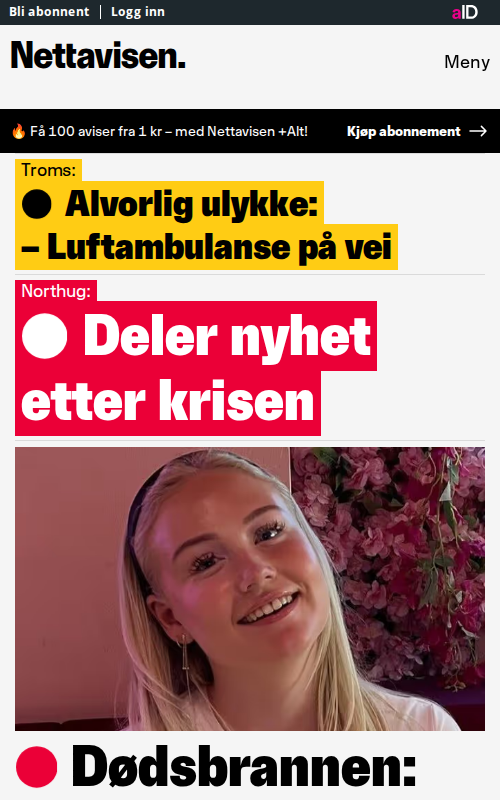 Bli abonnent | Logg inn
aID
Nettavisen.
Meny
🔥 Få 100 aviser fra 1 kr – med Nettavisen +Alt!
Kjøp abonnement →
Troms:
Alvorlig ulykke:
– Luftambulanse på vei
Northug:
Deler nyhet
etter krisen
Dødsbrannen: